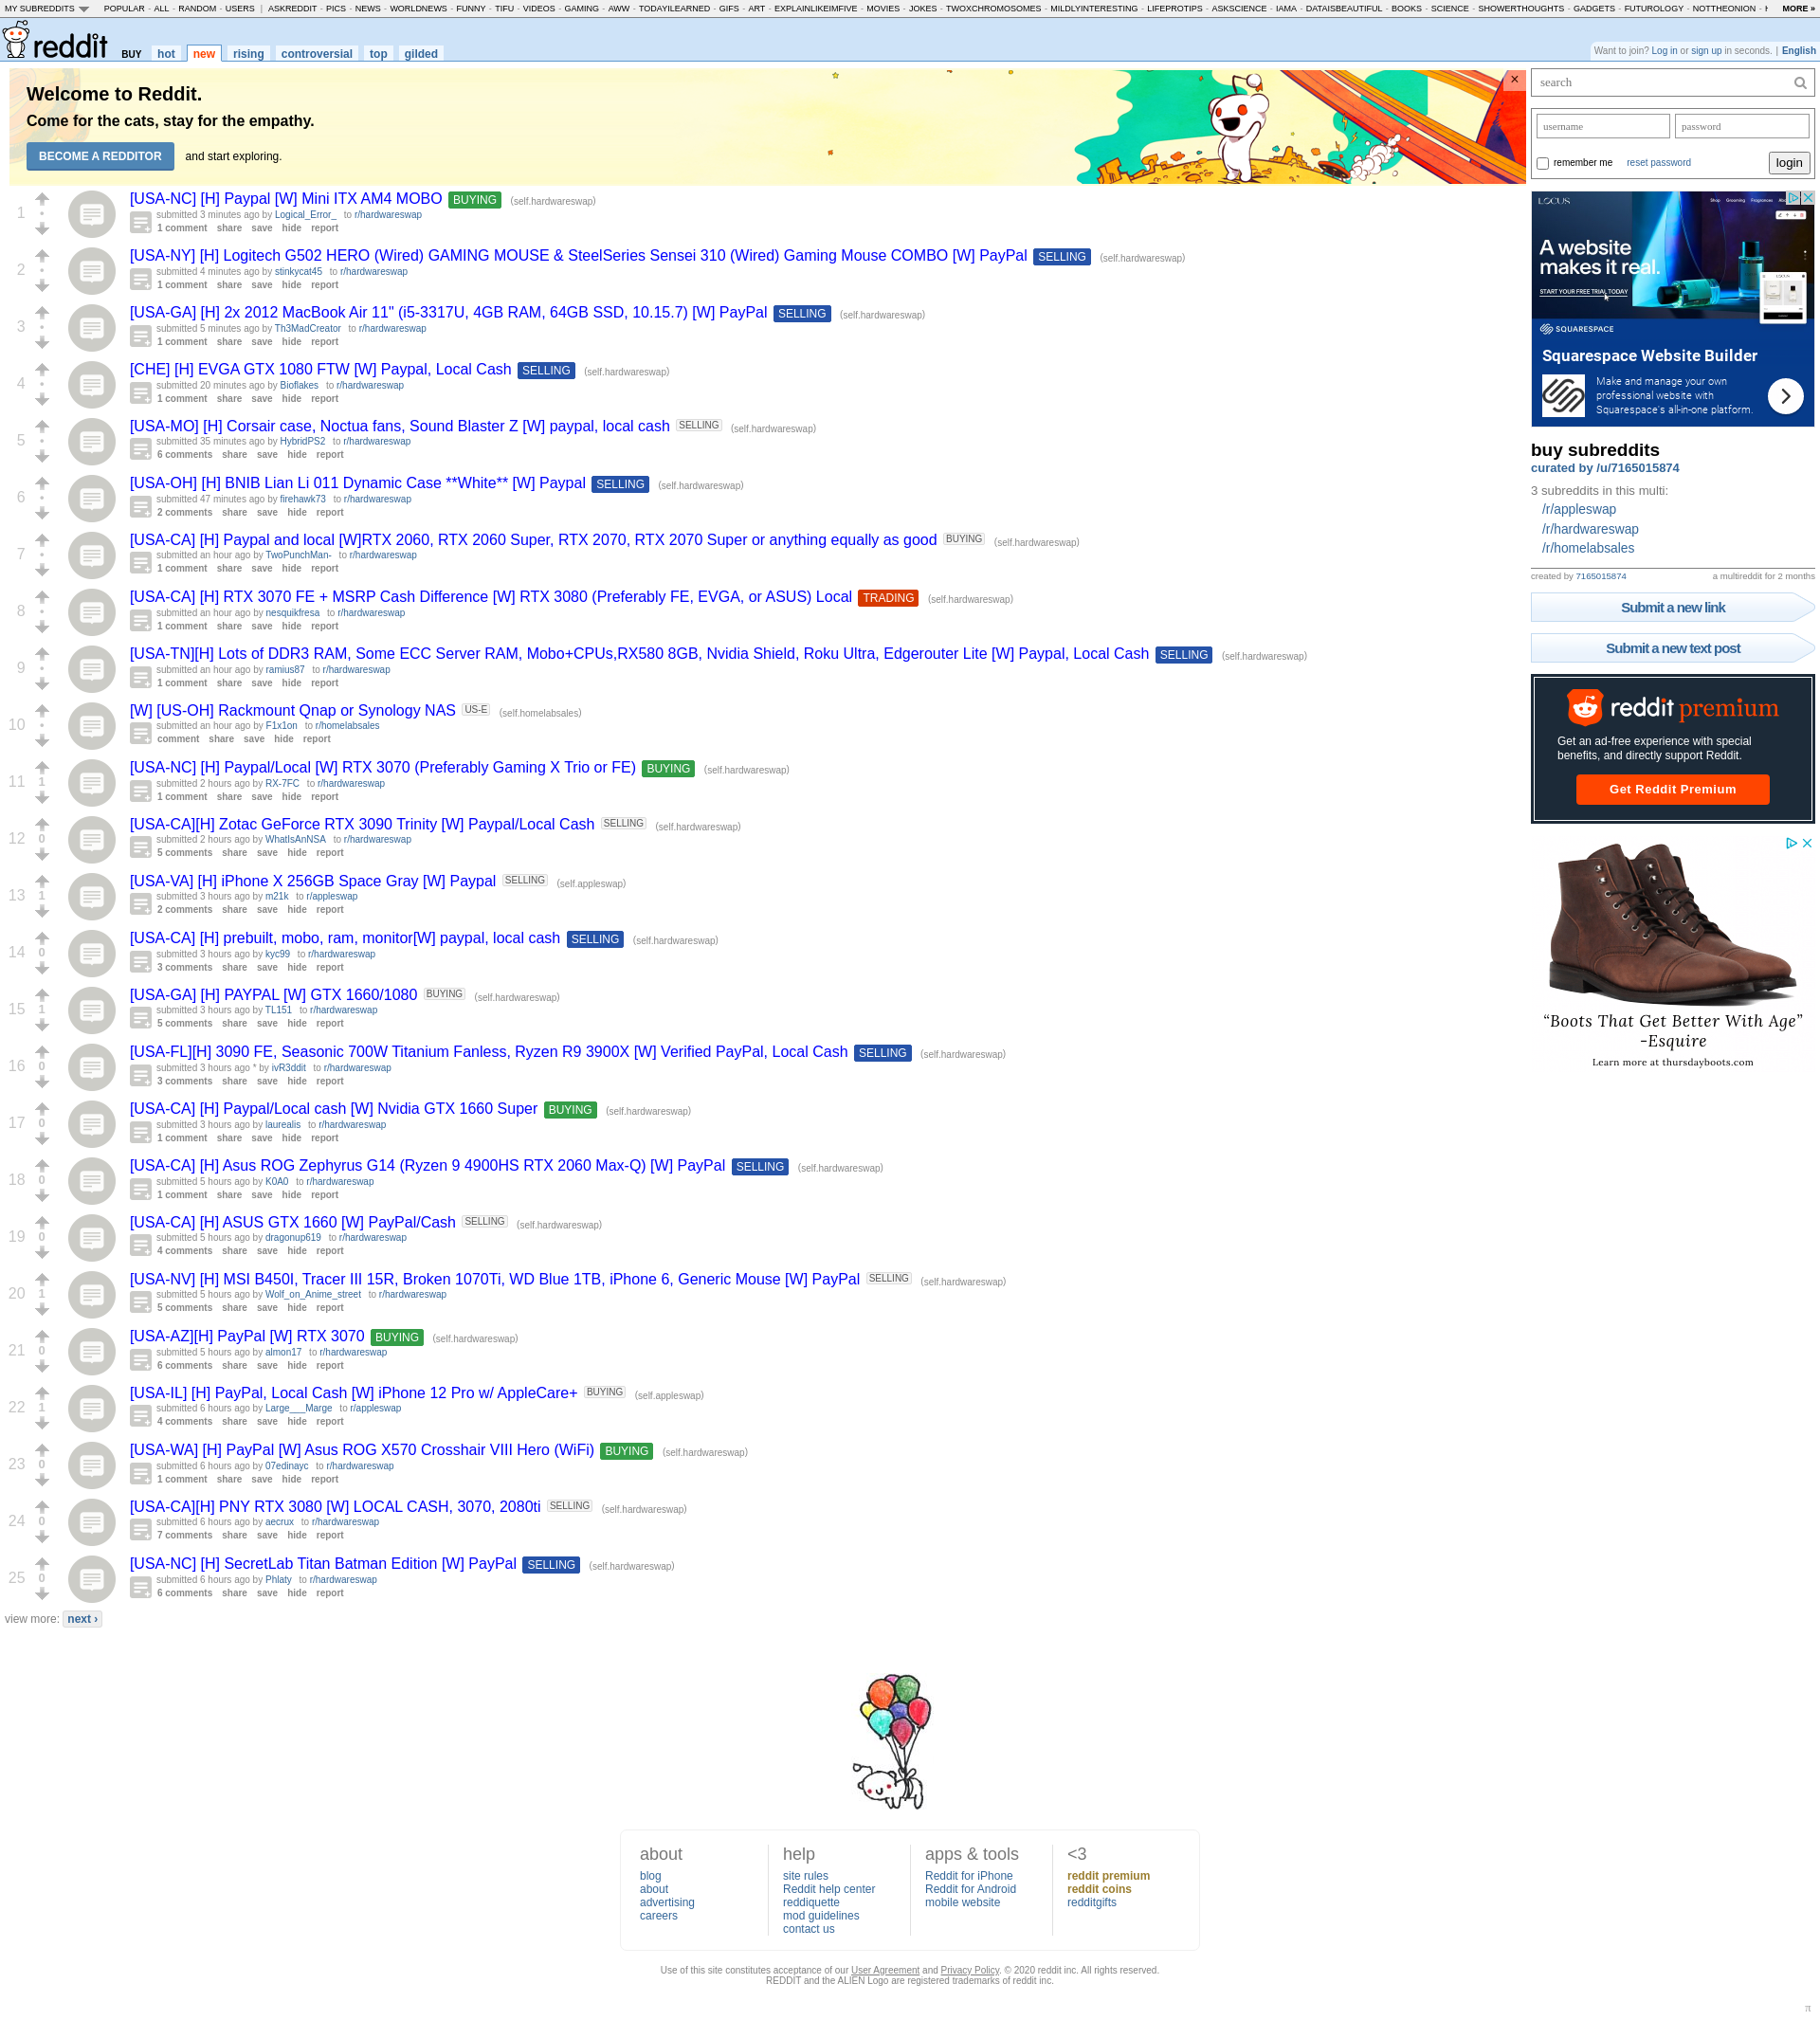 MY SUBREDDITS POPULAR - ALL - RANDOM - USERS | ASKREDDIT - PICS - NEWS - WORLDNEWS - FUNNY - TIFU - VIDEOS - GAMING - AWW - TODAYILEARNED - GIFS - ART - EXPLAINLIKEIMFIVE - MOVIES - JOKES - TWOXCHROMOSOMES - MILDLYINTERESTING - LIFEPROTIPS - ASKSCIENCE - IAMA - DATAISBEAUTIFUL - BOOKS - SCIENCE - SHOWERTHOUGHTS - GADGETS - FUTUROLOGY - NOTTHEONION - MORE »
reddit BUY hot new rising controversial top gilded
Want to join? Log in or sign up in seconds. | English
Welcome to Reddit.
Come for the cats, stay for the empathy.
BECOME A REDDITOR and start exploring.
×
1
[USA-NC] [H] Paypal [W] Mini ITX AM4 MOBO BUYING (self.hardwareswap)
submitted 3 minutes ago by Logical_Error_ to r/hardwareswap
1 comment share save hide report
2
[USA-NY] [H] Logitech G502 HERO (Wired) GAMING MOUSE & SteelSeries Sensei 310 (Wired) Gaming Mouse COMBO [W] PayPal SELLING (self.hardwareswap)
submitted 4 minutes ago by stinkycat45 to r/hardwareswap
1 comment share save hide report
3
[USA-GA] [H] 2x 2012 MacBook Air 11" (i5-3317U, 4GB RAM, 64GB SSD, 10.15.7) [W] PayPal SELLING (self.hardwareswap)
submitted 5 minutes ago by Th3MadCreator to r/hardwareswap
1 comment share save hide report
4
[CHE] [H] EVGA GTX 1080 FTW [W] Paypal, Local Cash SELLING (self.hardwareswap)
submitted 20 minutes ago by Bioflakes to r/hardwareswap
1 comment share save hide report
5
[USA-MO] [H] Corsair case, Noctua fans, Sound Blaster Z [W] paypal, local cash SELLING (self.hardwareswap)
submitted 35 minutes ago by HybridPS2 to r/hardwareswap
6 comments share save hide report
6
[USA-OH] [H] BNIB Lian Li 011 Dynamic Case **White** [W] Paypal SELLING (self.hardwareswap)
submitted 47 minutes ago by firehawk73 to r/hardwareswap
2 comments share save hide report
7
[USA-CA] [H] Paypal and local [W]RTX 2060, RTX 2060 Super, RTX 2070, RTX 2070 Super or anything equally as good BUYING (self.hardwareswap)
submitted an hour ago by TwoPunchMan- to r/hardwareswap
1 comment share save hide report
8
[USA-CA] [H] RTX 3070 FE + MSRP Cash Difference [W] RTX 3080 (Preferably FE, EVGA, or ASUS) Local TRADING (self.hardwareswap)
submitted an hour ago by nesquikfresa to r/hardwareswap
1 comment share save hide report
9
[USA-TN][H] Lots of DDR3 RAM, Some ECC Server RAM, Mobo+CPUs,RX580 8GB, Nvidia Shield, Roku Ultra, Edgerouter Lite [W] Paypal, Local Cash SELLING (self.hardwareswap)
submitted an hour ago by ramius87 to r/hardwareswap
1 comment share save hide report
10
[W] [US-OH] Rackmount Qnap or Synology NAS US-E (self.homelabsales)
submitted an hour ago by F1x1on to r/homelabsales
comment share save hide report
11 1
[USA-NC] [H] Paypal/Local [W] RTX 3070 (Preferably Gaming X Trio or FE) BUYING (self.hardwareswap)
submitted 2 hours ago by RX-7FC to r/hardwareswap
1 comment share save hide report
12 0
[USA-CA][H] Zotac GeForce RTX 3090 Trinity [W] Paypal/Local Cash SELLING (self.hardwareswap)
submitted 2 hours ago by WhatIsAnNSA to r/hardwareswap
5 comments share save hide report
13 1
[USA-VA] [H] iPhone X 256GB Space Gray [W] Paypal SELLING (self.appleswap)
submitted 3 hours ago by m21k to r/appleswap
2 comments share save hide report
14 0
[USA-CA] [H] prebuilt, mobo, ram, monitor[W] paypal, local cash SELLING (self.hardwareswap)
submitted 3 hours ago by kyc99 to r/hardwareswap
3 comments share save hide report
15 1
[USA-GA] [H] PAYPAL [W] GTX 1660/1080 BUYING (self.hardwareswap)
submitted 3 hours ago by TL151 to r/hardwareswap
5 comments share save hide report
16 0
[USA-FL][H] 3090 FE, Seasonic 700W Titanium Fanless, Ryzen R9 3900X [W] Verified PayPal, Local Cash SELLING (self.hardwareswap)
submitted 3 hours ago * by ivR3ddit to r/hardwareswap
3 comments share save hide report
17 0
[USA-CA] [H] Paypal/Local cash [W] Nvidia GTX 1660 Super BUYING (self.hardwareswap)
submitted 3 hours ago by laurealis to r/hardwareswap
1 comment share save hide report
18 0
[USA-CA] [H] Asus ROG Zephyrus G14 (Ryzen 9 4900HS RTX 2060 Max-Q) [W] PayPal SELLING (self.hardwareswap)
submitted 5 hours ago by K0A0 to r/hardwareswap
1 comment share save hide report
19 0
[USA-CA] [H] ASUS GTX 1660 [W] PayPal/Cash SELLING (self.hardwareswap)
submitted 5 hours ago by dragonup619 to r/hardwareswap
4 comments share save hide report
20 1
[USA-NV] [H] MSI B450I, Tracer III 15R, Broken 1070Ti, WD Blue 1TB, iPhone 6, Generic Mouse [W] PayPal SELLING (self.hardwareswap)
submitted 5 hours ago by Wolf_on_Anime_street to r/hardwareswap
5 comments share save hide report
21 0
[USA-AZ][H] PayPal [W] RTX 3070 BUYING (self.hardwareswap)
submitted 5 hours ago by almon17 to r/hardwareswap
6 comments share save hide report
22 1
[USA-IL] [H] PayPal, Local Cash [W] iPhone 12 Pro w/ AppleCare+ BUYING (self.appleswap)
submitted 6 hours ago by Large___Marge to r/appleswap
4 comments share save hide report
23 0
[USA-WA] [H] PayPal [W] Asus ROG X570 Crosshair VIII Hero (WiFi) BUYING (self.hardwareswap)
submitted 6 hours ago by 07edinayc to r/hardwareswap
1 comment share save hide report
24 0
[USA-CA][H] PNY RTX 3080 [W] LOCAL CASH, 3070, 2080ti SELLING (self.hardwareswap)
submitted 6 hours ago by aecrux to r/hardwareswap
7 comments share save hide report
25 0
[USA-NC] [H] SecretLab Titan Batman Edition [W] PayPal SELLING (self.hardwareswap)
submitted 6 hours ago by Phlaty to r/hardwareswap
6 comments share save hide report
view more: next ›
search
username password
remember me reset password login
LOCUS
A website
makes it real.
START YOUR FREE TRIAL TODAY
SQUARESPACE
Squarespace Website Builder
Make and manage your own
professional website with
Squarespace's all-in-one platform.
buy subreddits
curated by /u/7165015874
3 subreddits in this multi:
/r/appleswap
/r/hardwareswap
/r/homelabsales
created by 7165015874 a multireddit for 2 months
Submit a new link
Submit a new text post
reddit premium
Get an ad-free experience with special
benefits, and directly support Reddit.
Get Reddit Premium
“Boots That Get Better With Age”
-Esquire
Learn more at thursdayboots.com
about
blog
about
advertising
careers
help
site rules
Reddit help center
reddiquette
mod guidelines
contact us
apps & tools
Reddit for iPhone
Reddit for Android
mobile website
<3
reddit premium
reddit coins
redditgifts
Use of this site constitutes acceptance of our User Agreement and Privacy Policy. © 2020 reddit inc. All rights reserved.
REDDIT and the ALIEN Logo are registered trademarks of reddit inc.
π